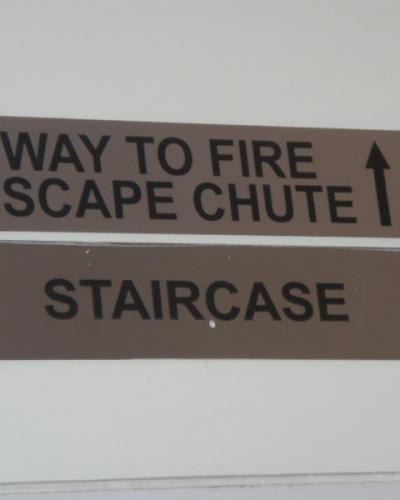 WAY TO FIRE
SCAPE CHUTE ↑
STAIRCASE